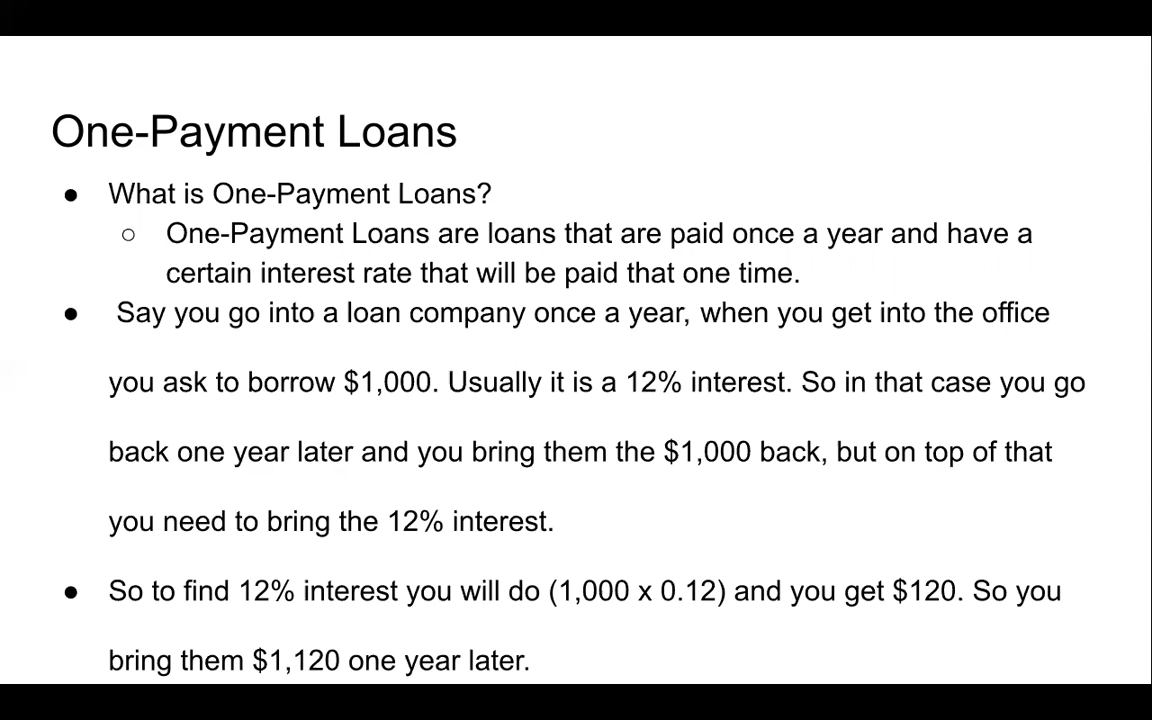 One-Payment Loans
● What is One-Payment Loans?
○ One-Payment Loans are loans that are paid once a year and have a
certain interest rate that will be paid that one time.
● Say you go into a loan company once a year, when you get into the office
you ask to borrow $1,000. Usually it is a 12% interest. So in that case you go
back one year later and you bring them the $1,000 back, but on top of that
you need to bring the 12% interest.
● So to find 12% interest you will do (1,000 x 0.12) and you get $120. So you
bring them $1,120 one year later.